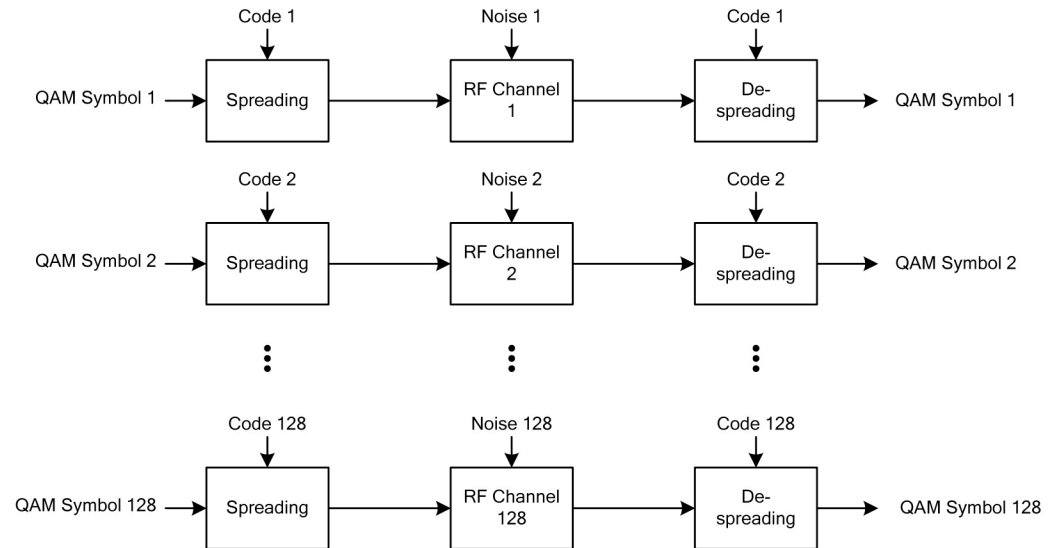 Code 1 Noise 1 Code 1
QAM Symbol 1 Spreading RF Channel 1 De-spreading QAM Symbol 1
Code 2 Noise 2 Code 2
QAM Symbol 2 Spreading RF Channel 2 De-spreading QAM Symbol 2
Code 128 Noise 128 Code 128
QAM Symbol 128 Spreading RF Channel 128 De-spreading QAM Symbol 128